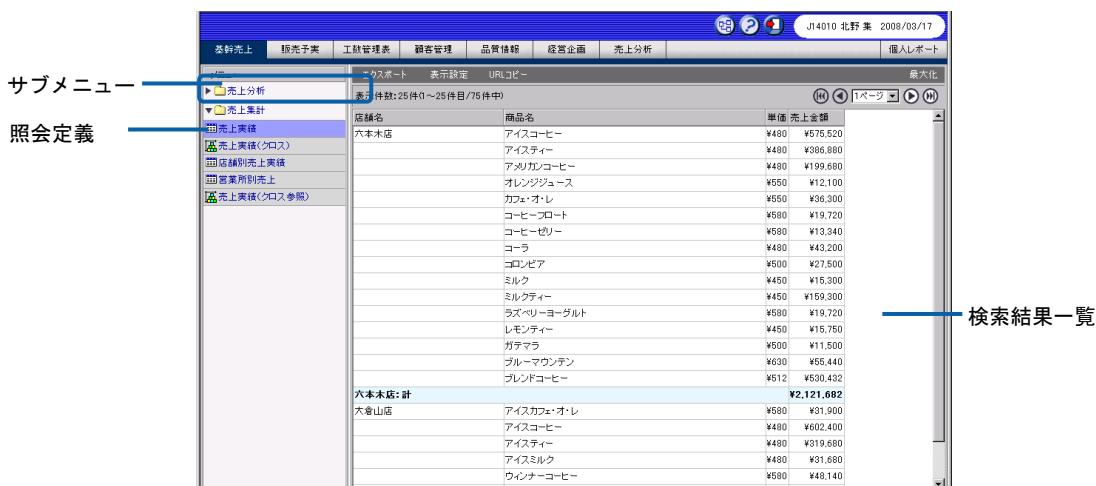 J14010 北野 集 2008/03/17
基幹売上 販売予実 工数管理表 顧客管理 品質情報 経営企画 売上分析 個人レポート
エクスポート 表示設定 URLコピー 最大化
サブメニュー
▶売上分析
表示件数:25件(1～25件目/75件中) 1ページ
▼売上集計
店舗名 商品名 単価 売上金額
照会定義
売上実績
六本木店 アイスコーヒー ¥480 ¥575,520
売上実績(クロス)
アイスティー ¥480 ¥386,880
店舗別売上実績
アメリカンコーヒー ¥480 ¥199,680
営業所別売上
オレンジジュース ¥550 ¥12,100
売上実績(クロス参照)
カフェ・オ・レ ¥550 ¥36,300
コーヒーフロート ¥580 ¥19,720
コーヒーゼリー ¥580 ¥13,340
コーラ ¥480 ¥43,200
コロンビア ¥500 ¥27,500
ミルク ¥450 ¥15,300
ミルクティー ¥450 ¥159,300
ラズベリーヨーグルト ¥580 ¥19,720
検索結果一覧
レモンティー ¥450 ¥15,750
ガテマラ ¥500 ¥11,500
ブルーマウンテン ¥630 ¥55,440
ブレンドコーヒー ¥512 ¥530,432
六本木店:計 ¥2,121,682
大倉山店 アイスカフェ・オ・レ ¥580 ¥31,900
アイスコーヒー ¥480 ¥602,400
アイスティー ¥480 ¥319,680
アイスミルク ¥480 ¥31,680
ウィンナーコーヒー ¥580 ¥48,140